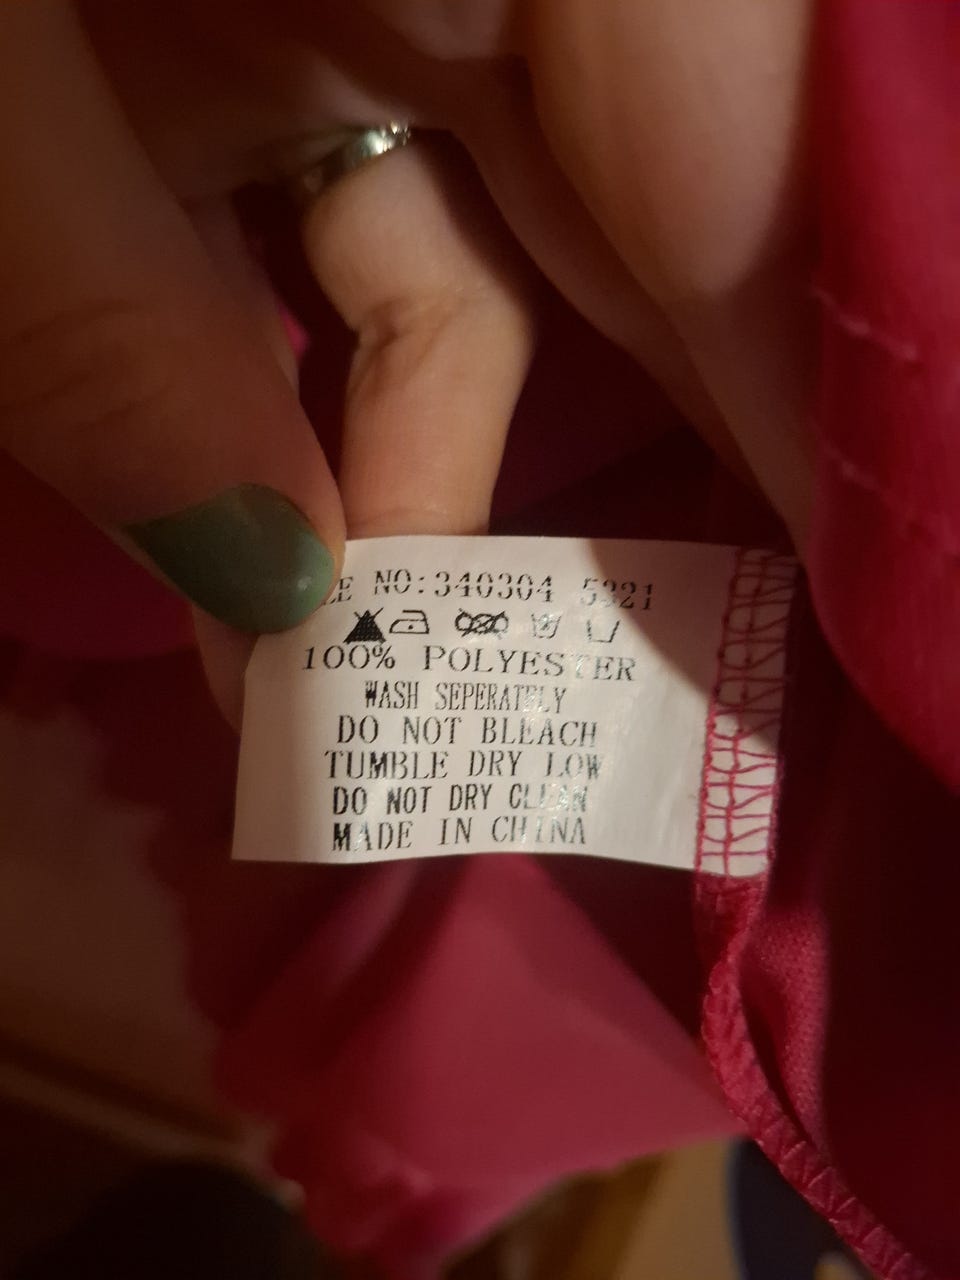 LE NO:340304 5321
100% POLYESTER
WASH SEPERATELY
DO NOT BLEACH
TUMBLE DRY LOW
DO NOT DRY CLEAN
MADE IN CHINA